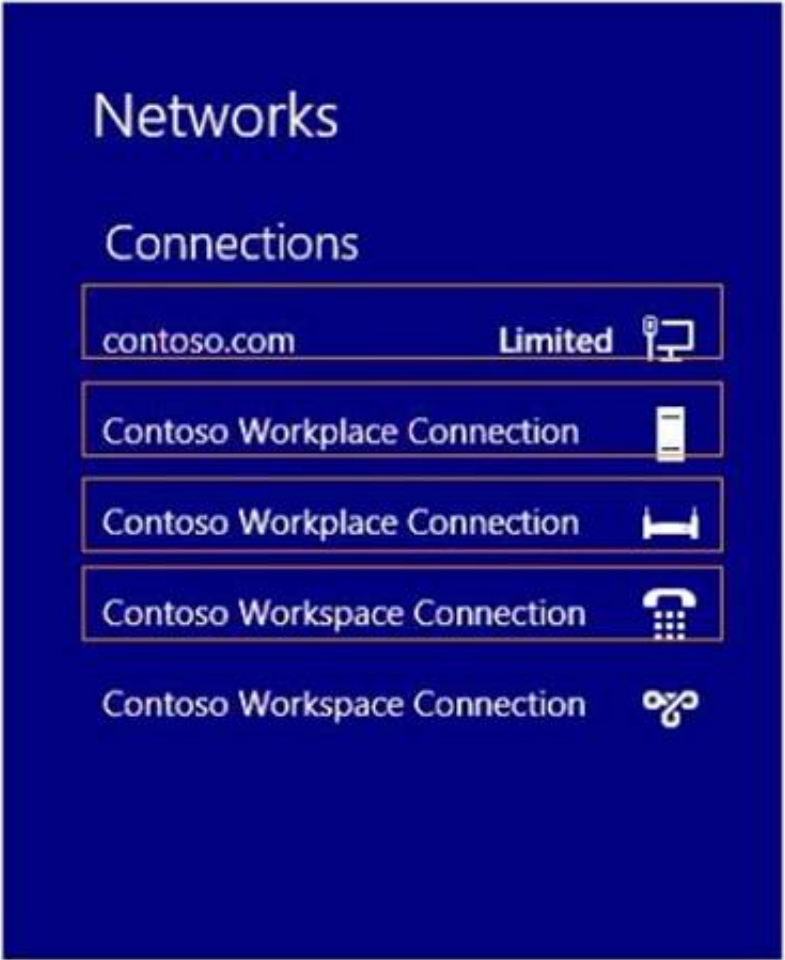 Networks
Connections
contoso.com Limited
Contoso Workplace Connection
Contoso Workplace Connection
Contoso Workspace Connection
Contoso Workspace Connection